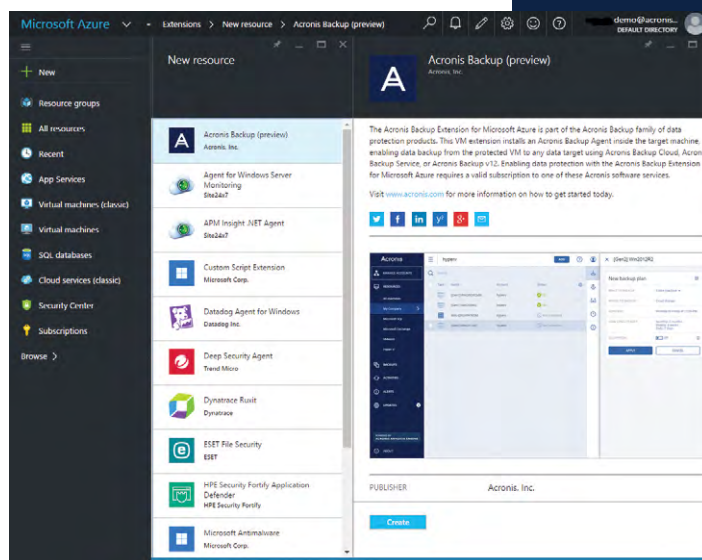 Microsoft Azure
Extensions > New resource > Acronis Backup (preview)
demo@acronis...
DEFAULT DIRECTORY
New
Resource groups
All resources
Recent
App Services
Virtual machines (classic)
Virtual machines
SQL databases
Cloud services (classic)
Security Center
Subscriptions
Browse >
New resource
Acronis Backup (preview)
Acronis, Inc.
Agent for Windows Server
Monitoring
Site24x7
APM Insight .NET Agent
Site24x7
Custom Script Extension
Microsoft Corp.
Datadog Agent for Windows
Datadog Inc.
Deep Security Agent
Trend Micro
Dynatrace Ruxit
Dynatrace
ESET File Security
ESET
HPE Security Fortify Application
Defender
HPE Security Fortify
Microsoft Antimalware
Microsoft Corp.
Acronis Backup (preview)
Acronis, Inc.
The Acronis Backup Extension for Microsoft Azure is part of the Acronis Backup family of data
protection products. This VM extension installs an Acronis Backup Agent inside the target machine,
enabling data backup from the protected VM to any data target using Acronis Backup Cloud, Acron
Backup Service, or Acronis Backup v12. Enabling data protection with the Acronis Backup Extension
for Microsoft Azure requires a valid subscription to one of these Acronis software services.
Visit www.acronis.com for more information on how to get started today.
Acronis
hyperv
New backup plan
APPLY
PUBLISHER
Acronis, Inc.
Create